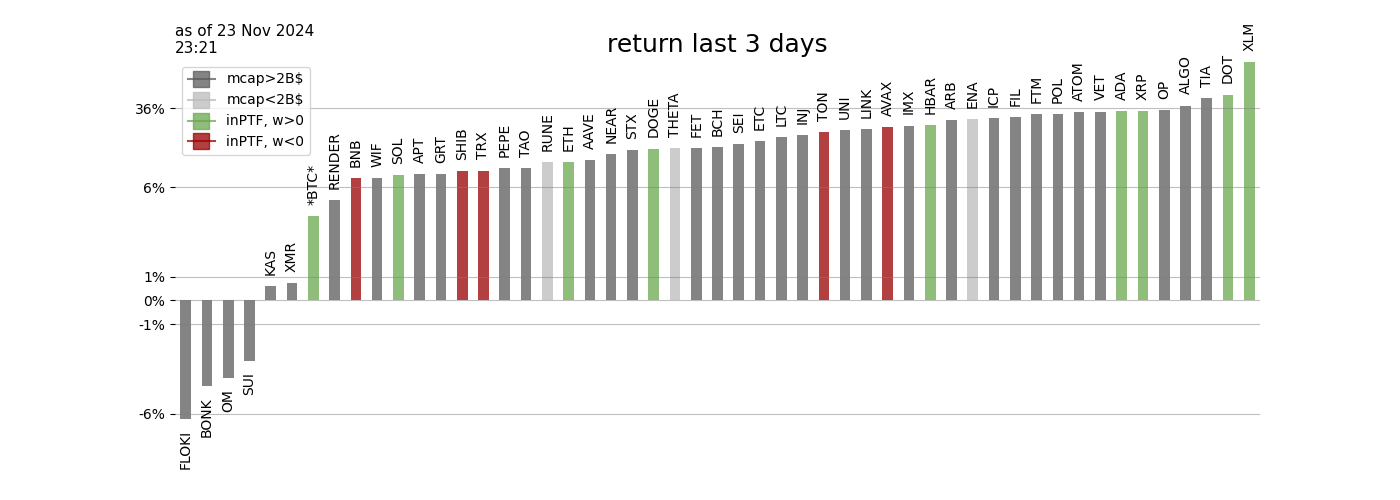 as of 23 Nov 2024
23:21
return last 3 days
mcap>2B$
mcap<2B$
inPTF, w>0
inPTF, w<0
36%
6%
1%
0%
-1%
-6%
FLOKI
BONK
OM
SUI
KAS
XMR
*BTC*
RENDER
BNB
WIF
SOL
APT
GRT
SHIB
TRX
PEPE
TAO
RUNE
ETH
AAVE
NEAR
STX
DOGE
THETA
FET
BCH
SEI
ETC
LTC
INJ
TON
UNI
LINK
AVAX
IMX
HBAR
ARB
ENA
ICP
FIL
FTM
POL
ATOM
VET
ADA
XRP
OP
ALGO
TIA
DOT
XLM